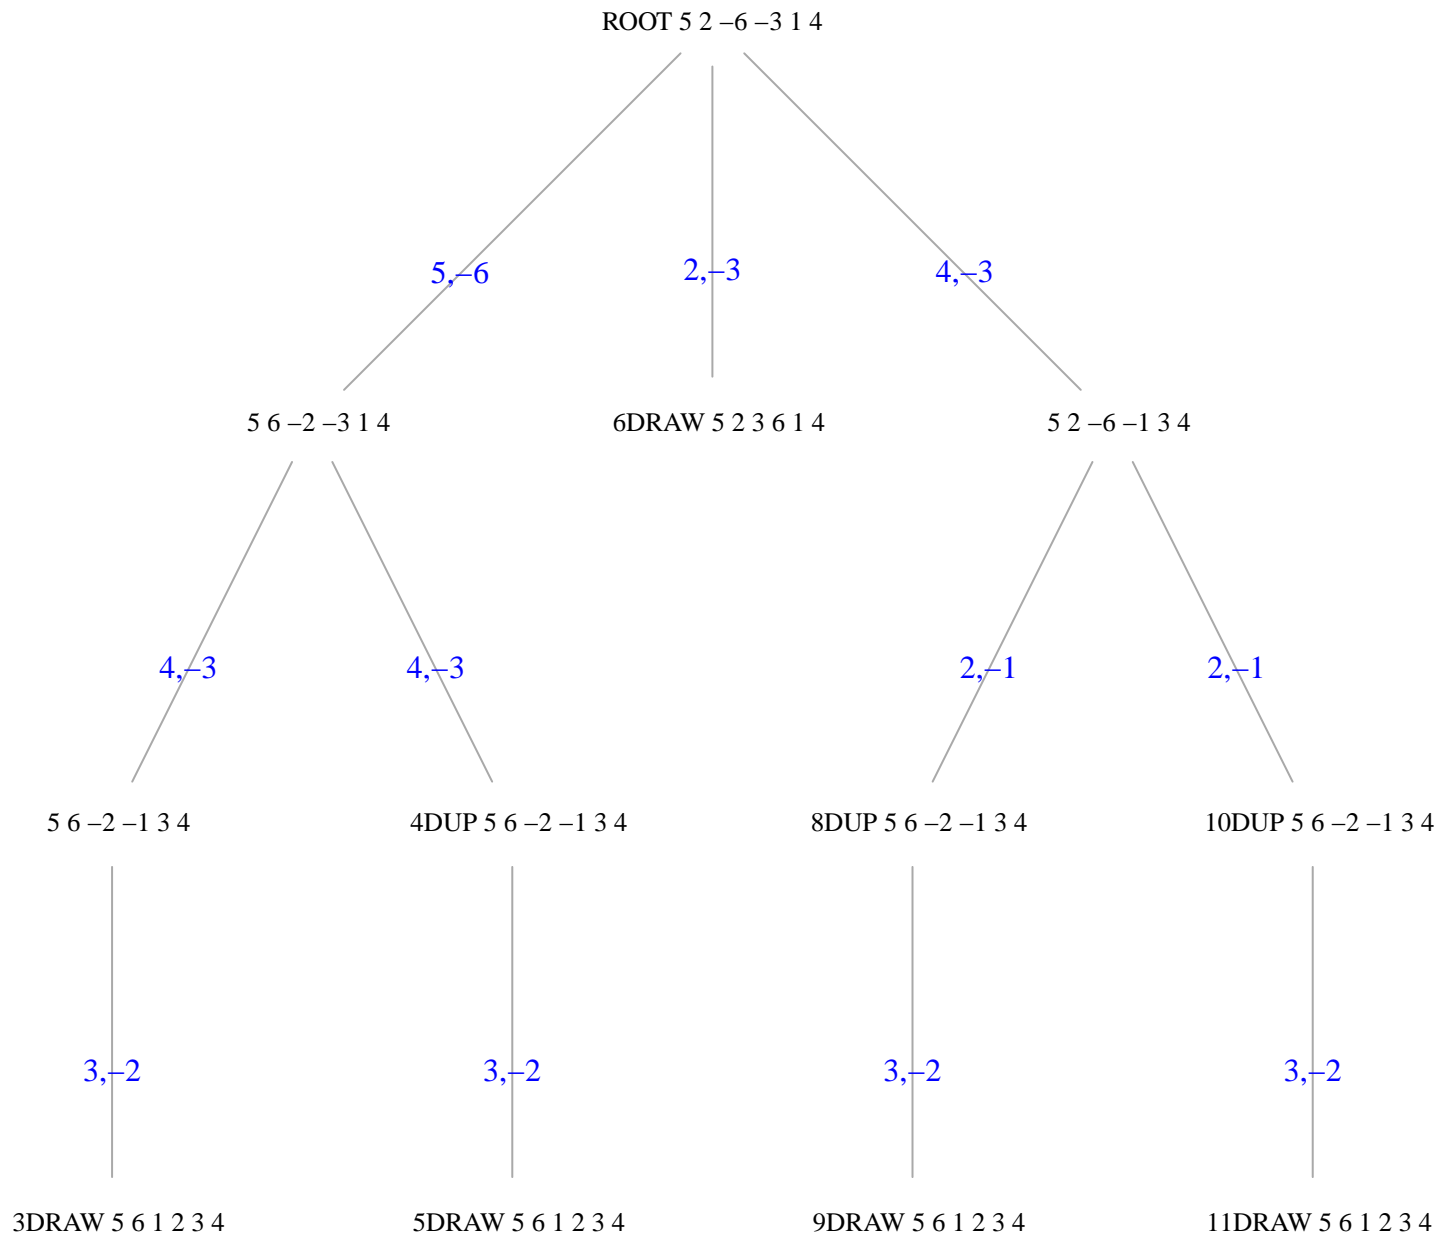 ROOT 5 2 –6 –3 1 4
5,–6
2,–3
4,–3
5 6 –2 –3 1 4
6DRAW 5 2 3 6 1 4
5 2 –6 –1 3 4
4,–3
4,–3
2,–1
2,–1
5 6 –2 –1 3 4
4DUP 5 6 –2 –1 3 4
8DUP 5 6 –2 –1 3 4
10DUP 5 6 –2 –1 3 4
3,–2
3,–2
3,–2
3,–2
3DRAW 5 6 1 2 3 4
5DRAW 5 6 1 2 3 4
9DRAW 5 6 1 2 3 4
11DRAW 5 6 1 2 3 4